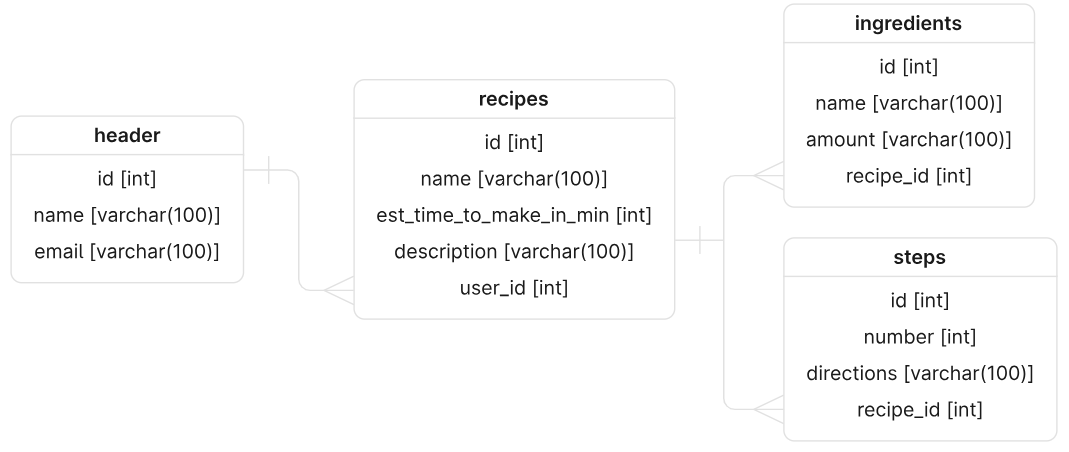 header
id [int]
name [varchar(100)]
email [varchar(100)]
recipes
id [int]
name [varchar(100)]
est_time_to_make_in_min [int]
description [varchar(100)]
user_id [int]
ingredients
id [int]
name [varchar(100)]
amount [varchar(100)]
recipe_id [int]
steps
id [int]
number [int]
directions [varchar(100)]
recipe_id [int]